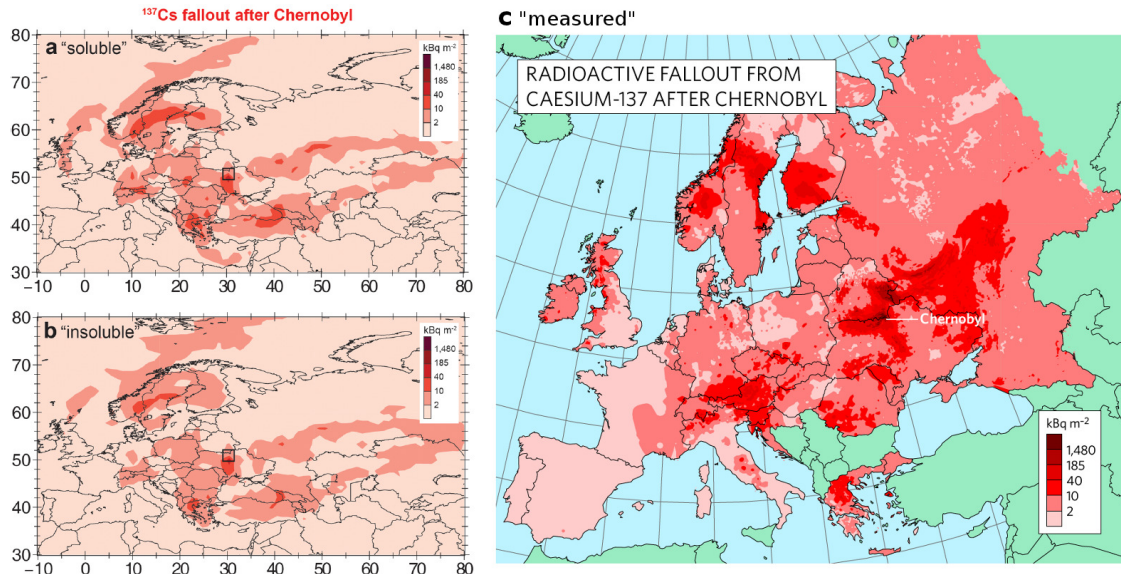 ¹³⁷Cs fallout after Chernobyl
a "soluble"
kBq m⁻²
1,480
185
40
10
2
80
70
60
50
40
30
−10 0 10 20 30 40 50 60 70 80
b "insoluble"
kBq m⁻²
1,480
185
40
10
2
80
70
60
50
40
30
−10 0 10 20 30 40 50 60 70 80
c "measured"
RADIOACTIVE FALLOUT FROM
CAESIUM-137 AFTER CHERNOBYL
Chernobyl
kBq m⁻²
1,480
185
40
10
2